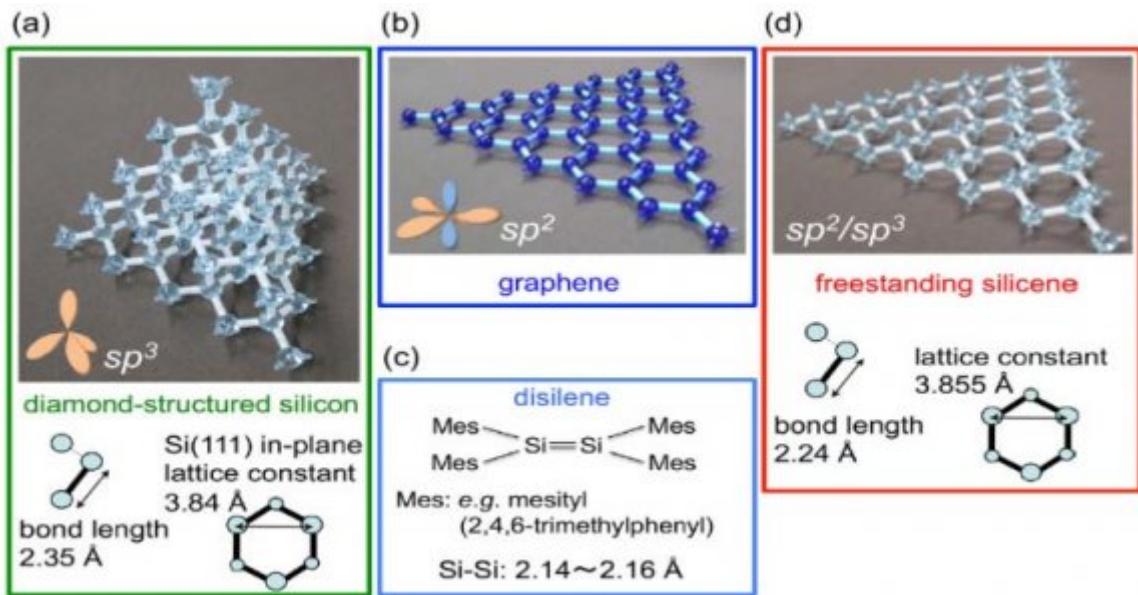 (a)
sp³
diamond-structured silicon
Si(111) in-plane
lattice constant
3.84 Å
bond length
2.35 Å
(b)
sp²
graphene
(c)
disilene
Mes
Mes
Si=Si
Mes
Mes
Mes: e.g. mesityl
(2,4,6-trimethylphenyl)
Si-Si: 2.14～2.16 Å
(d)
sp²/sp³
freestanding silicene
lattice constant
3.855 Å
bond length
2.24 Å